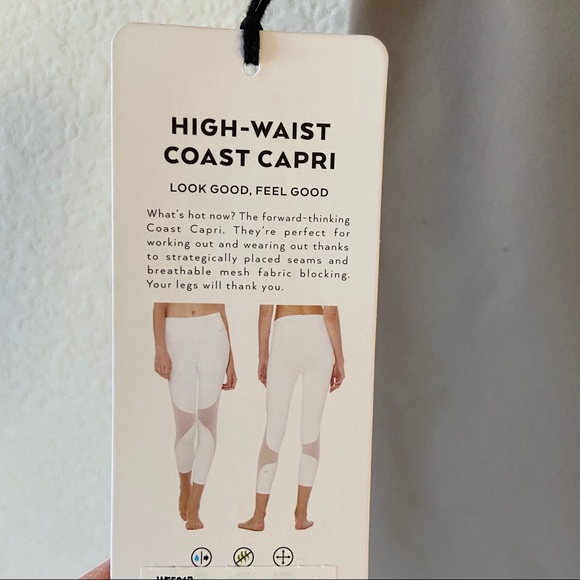 HIGH-WAIST
COAST CAPRI
LOOK GOOD, FEEL GOOD
What's hot now? The forward-thinking
Coast Capri. They're perfect for
working out and wearing out thanks
to strategically placed seams and
breathable mesh fabric blocking.
Your legs will thank you.